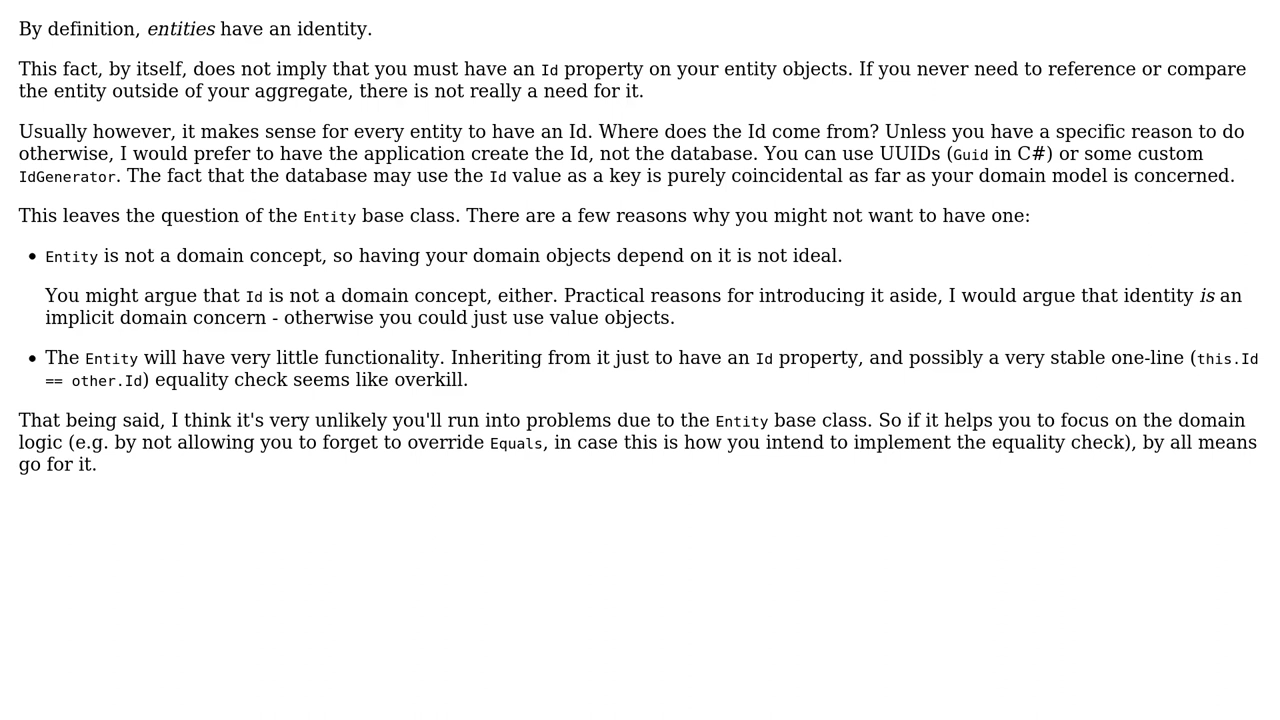 By definition, entities have an identity.
This fact, by itself, does not imply that you must have an Id property on your entity objects. If you never need to reference or compare
the entity outside of your aggregate, there is not really a need for it.
Usually however, it makes sense for every entity to have an Id. Where does the Id come from? Unless you have a specific reason to do
otherwise, I would prefer to have the application create the Id, not the database. You can use UUIDs (Guid in C#) or some custom
IdGenerator. The fact that the database may use the Id value as a key is purely coincidental as far as your domain model is concerned.
This leaves the question of the Entity base class. There are a few reasons why you might not want to have one:
• Entity is not a domain concept, so having your domain objects depend on it is not ideal.
You might argue that Id is not a domain concept, either. Practical reasons for introducing it aside, I would argue that identity is an
implicit domain concern - otherwise you could just use value objects.
• The Entity will have very little functionality. Inheriting from it just to have an Id property, and possibly a very stable one-line (this.Id
== other.Id) equality check seems like overkill.
That being said, I think it's very unlikely you'll run into problems due to the Entity base class. So if it helps you to focus on the domain
logic (e.g. by not allowing you to forget to override Equals, in case this is how you intend to implement the equality check), by all means
go for it.